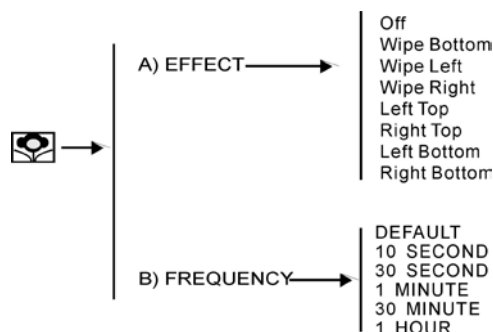 A) EFFECT
Off
Wipe Bottom
Wipe Left
Wipe Right
Left Top
Right Top
Left Bottom
Right Bottom
B) FREQUENCY
DEFAULT
10 SECOND
30 SECOND
1 MINUTE
30 MINUTE
1 HOUR